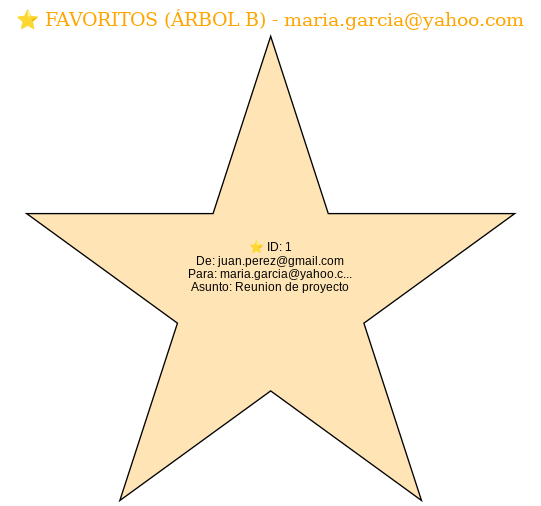 ⭐ FAVORITOS (ÁRBOL B) - maria.garcia@yahoo.com
⭐ ID: 1
De: juan.perez@gmail.com
Para: maria.garcia@yahoo.c...
Asunto: Reunion de proyecto